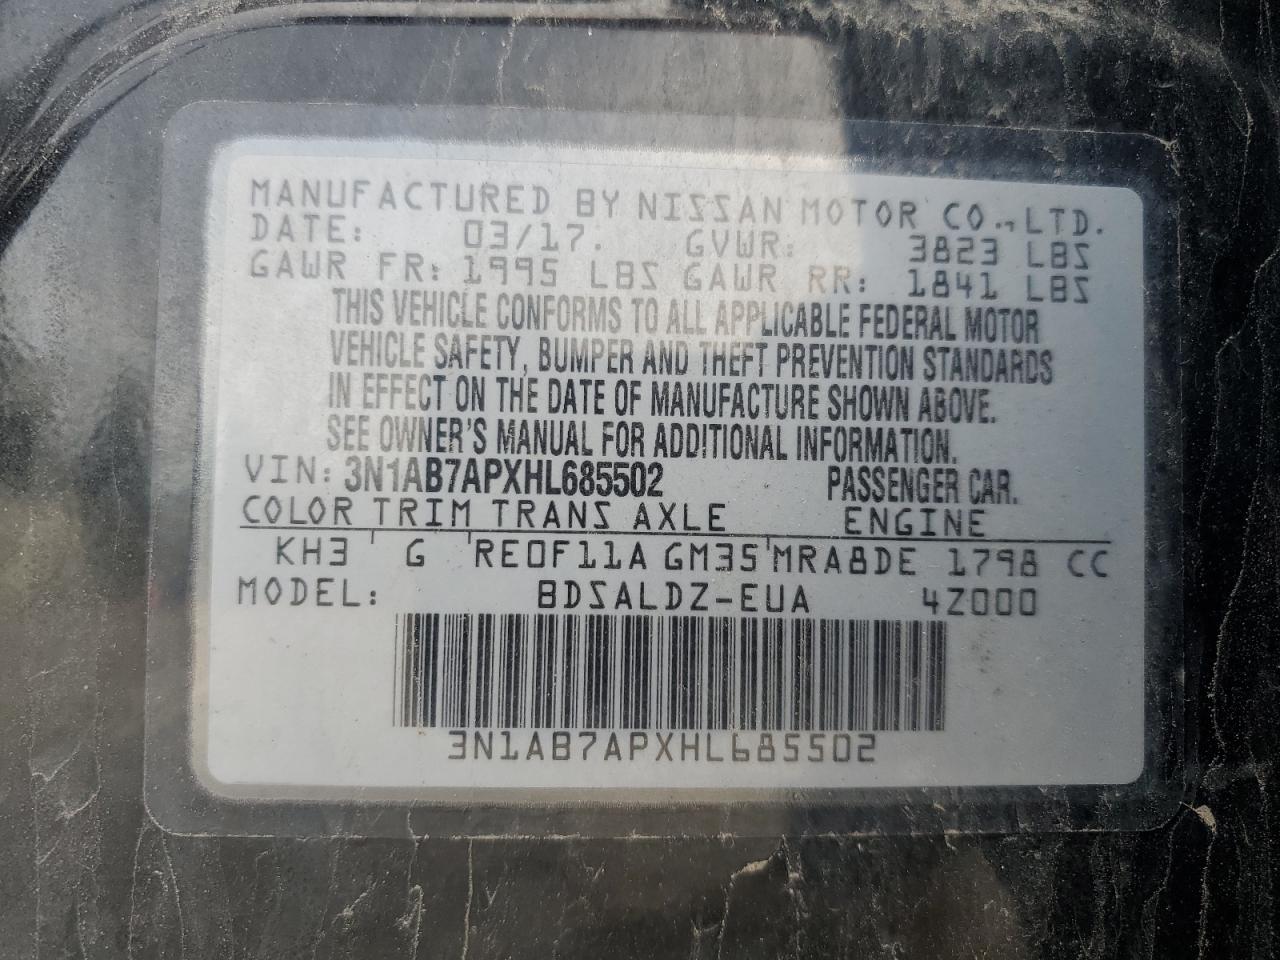 MANUFACTURED BY NISSAN MOTOR CO., LTD.
DATE: 03/17. GVWR: 3823 LBS
GAWR FR: 1995 LBS GAWR RR: 1841 LBS
THIS VEHICLE CONFORMS TO ALL APPLICABLE FEDERAL MOTOR
VEHICLE SAFETY, BUMPER AND THEFT PREVENTION STANDARDS
IN EFFECT ON THE DATE OF MANUFACTURE SHOWN ABOVE.
SEE OWNER'S MANUAL FOR ADDITIONAL INFORMATION.
VIN: 3N1AB7APXHL685502 PASSENGER CAR.
COLOR TRIM TRANS AXLE ENGINE
KH3 G RE0F11A GM35 MRA8DE 1798 CC
MODEL: BDSALDZ-EUA 4Z000
3N1AB7APXHL685502